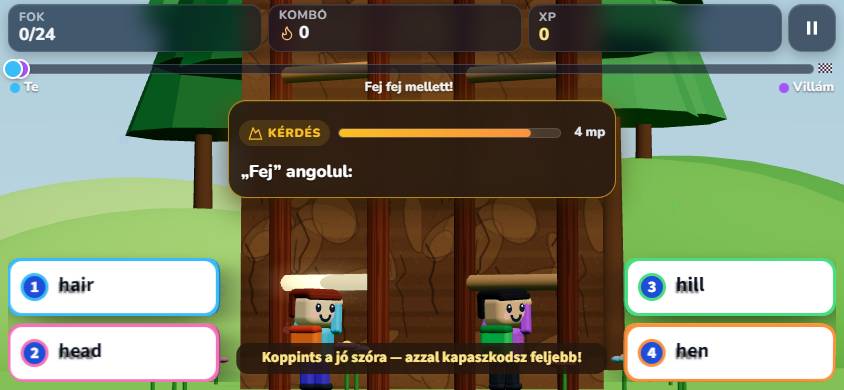 FOK
0/24
KOMBÓ
0
XP
0
Te
Fej fej mellett!
Villám
KÉRDÉS
4 mp
„Fej” angolul:
1 hair
2 head
3 hill
4 hen
Koppints a jó szóra — azzal kapaszkodsz feljebb!